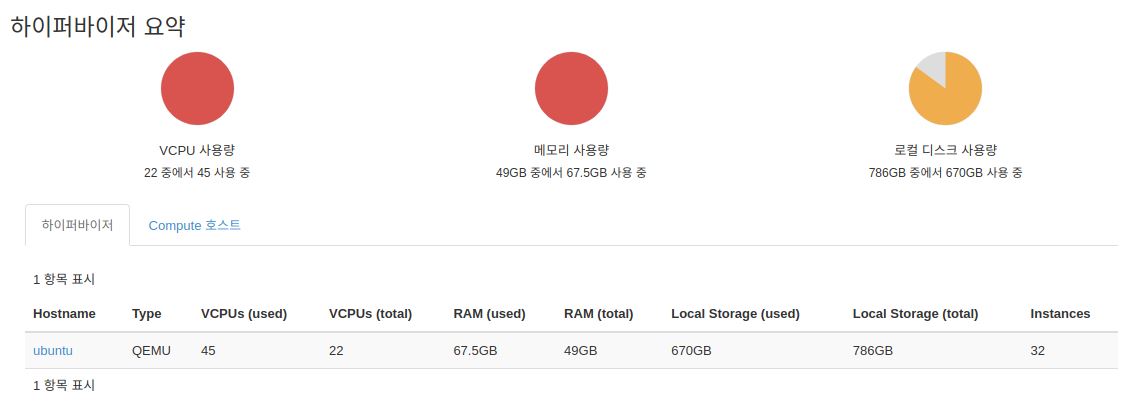 하이퍼바이저 요약
VCPU 사용량 메모리 사용량 로컬 디스크 사용량
22 중에서 45 사용 중 49GB 중에서 67.5GB 사용 중 786GB 중에서 670GB 사용 중
하이퍼바이저 Compute 호스트
1 항목 표시
Hostname Type VCPUs (used) VCPUs (total) RAM (used) RAM (total) Local Storage (used) Local Storage (total) Instances
ubuntu QEMU 45 22 67.5GB 49GB 670GB 786GB 32
1 항목 표시